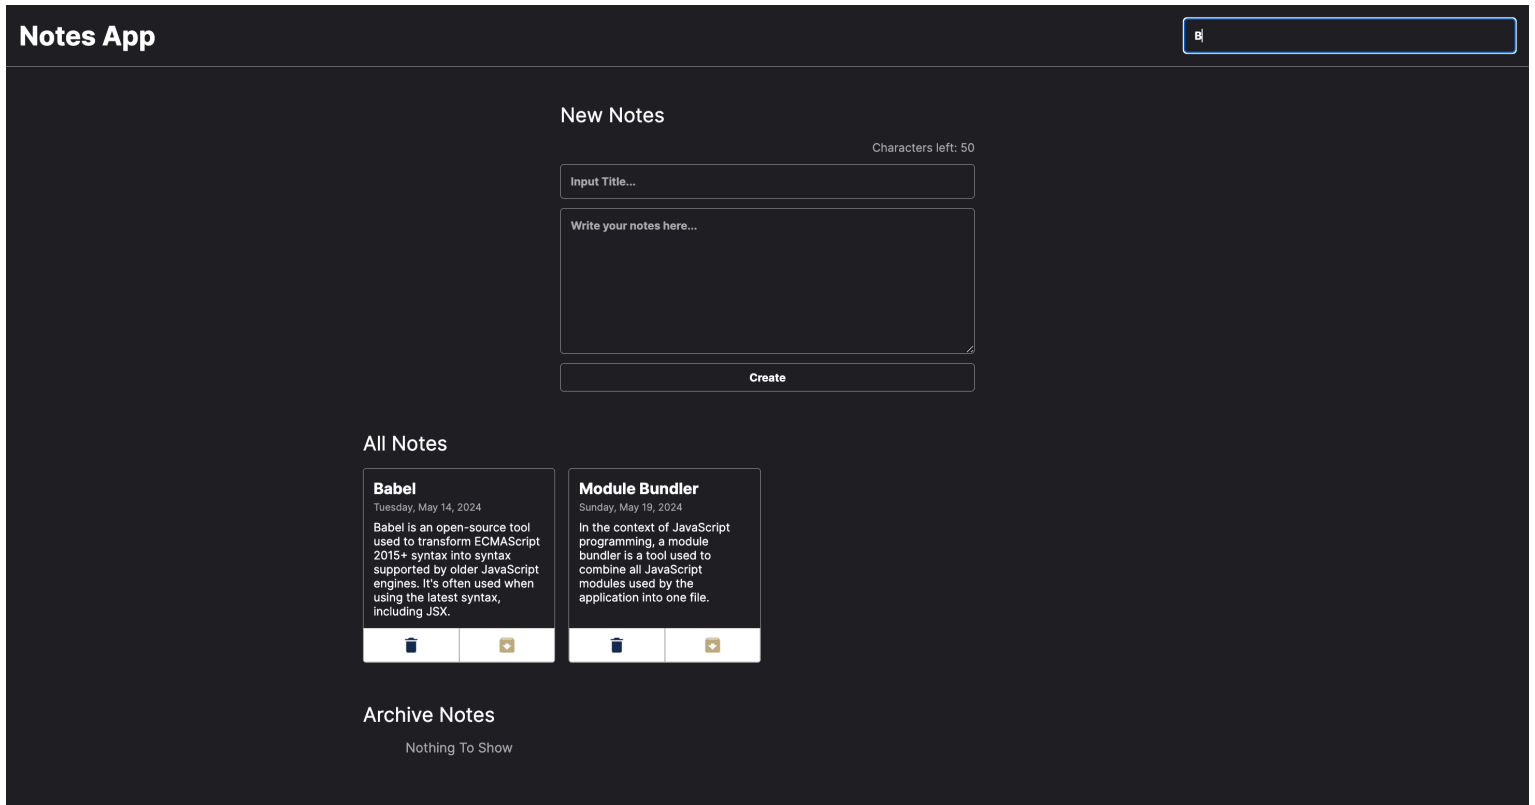 Notes App
B
New Notes
Characters left: 50
Input Title...
Write your notes here...
Create
All Notes
Babel
Tuesday, May 14, 2024
Babel is an open-source tool
used to transform ECMAScript
2015+ syntax into syntax
supported by older JavaScript
engines. It's often used when
using the latest syntax,
including JSX.
Module Bundler
Sunday, May 19, 2024
In the context of JavaScript
programming, a module
bundler is a tool used to
combine all JavaScript
modules used by the
application into one file.
Archive Notes
Nothing To Show